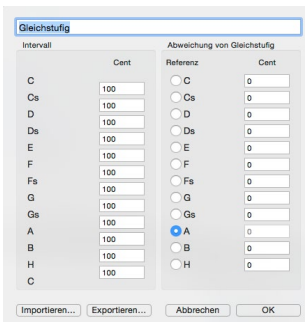 Gleichstufig
Intervall
Abweichung von Gleichstufig
Cent
Referenz
Cent
C
C
0
100
Cs
Cs
0
100
D
D
0
100
Ds
Ds
0
100
E
E
0
100
F
F
0
100
Fs
Fs
0
100
G
G
0
100
Gs
Gs
0
100
A
A
0
100
B
B
0
100
H
H
0
100
C
Importieren...
Exportieren...
Abbrechen
OK